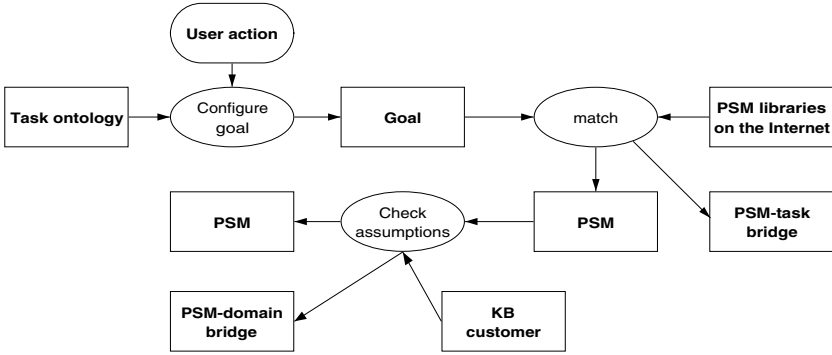 User action
Task ontology
Configure
goal
Goal
match
PSM libraries
on the Internet
PSM
Check
assumptions
PSM
PSM-task
bridge
PSM-domain
bridge
KB
customer